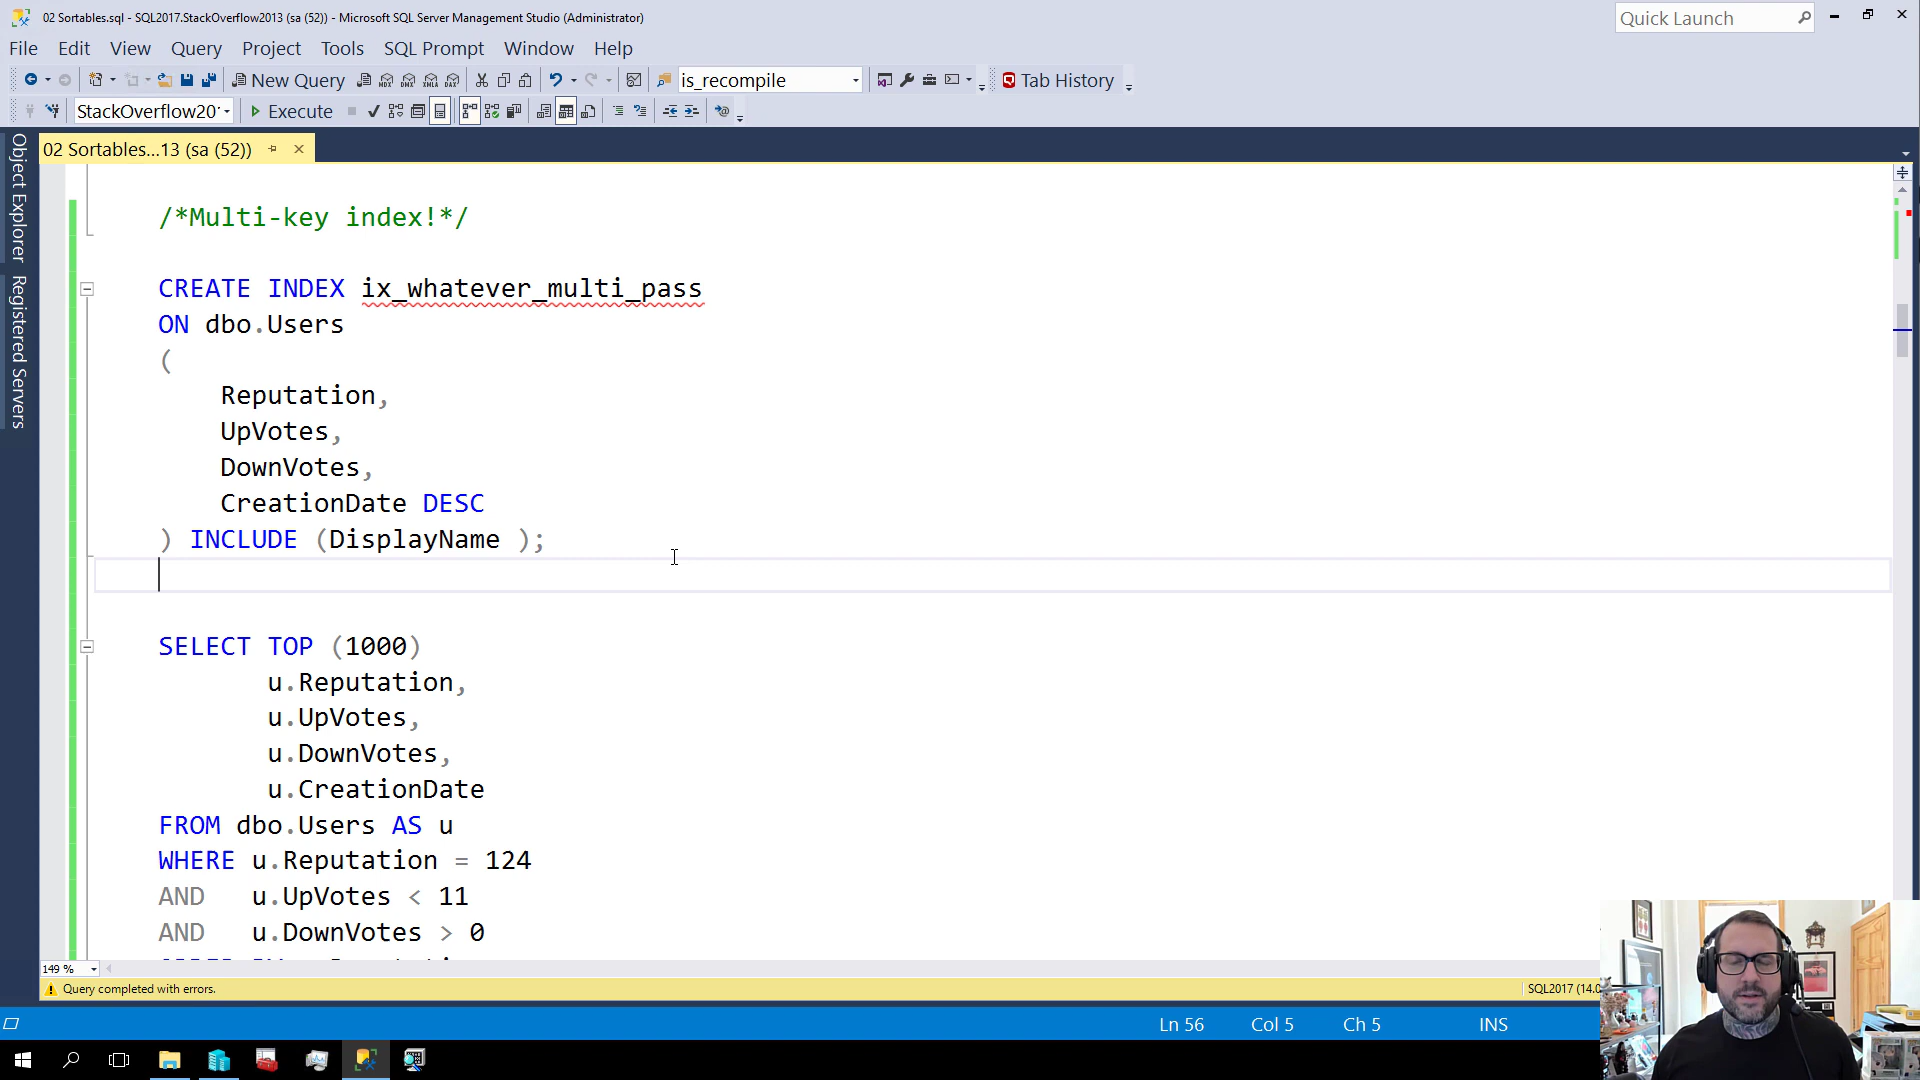 02 Sortables.sql - SQL2017.StackOverflow2013 (sa (52)) - Microsoft SQL Server Management Studio (Administrator)
Quick Launch
File Edit View Query Project Tools SQL Prompt Window Help
New Query
is_recompile
Tab History
StackOverflow20
Execute
02 Sortables...13 (sa (52))
Object Explorer
Registered Servers
/*Multi-key index!*/
CREATE INDEX ix_whatever_multi_pass
ON dbo.Users
(
Reputation,
UpVotes,
DownVotes,
CreationDate DESC
) INCLUDE (DisplayName );
SELECT TOP (1000)
u.Reputation,
u.UpVotes,
u.DownVotes,
u.CreationDate
FROM dbo.Users AS u
WHERE u.Reputation = 124
AND u.UpVotes < 11
AND u.DownVotes > 0
149 %
Query completed with errors.
SQL2017 (14.0
Ln 56 Col 5 Ch 5 INS